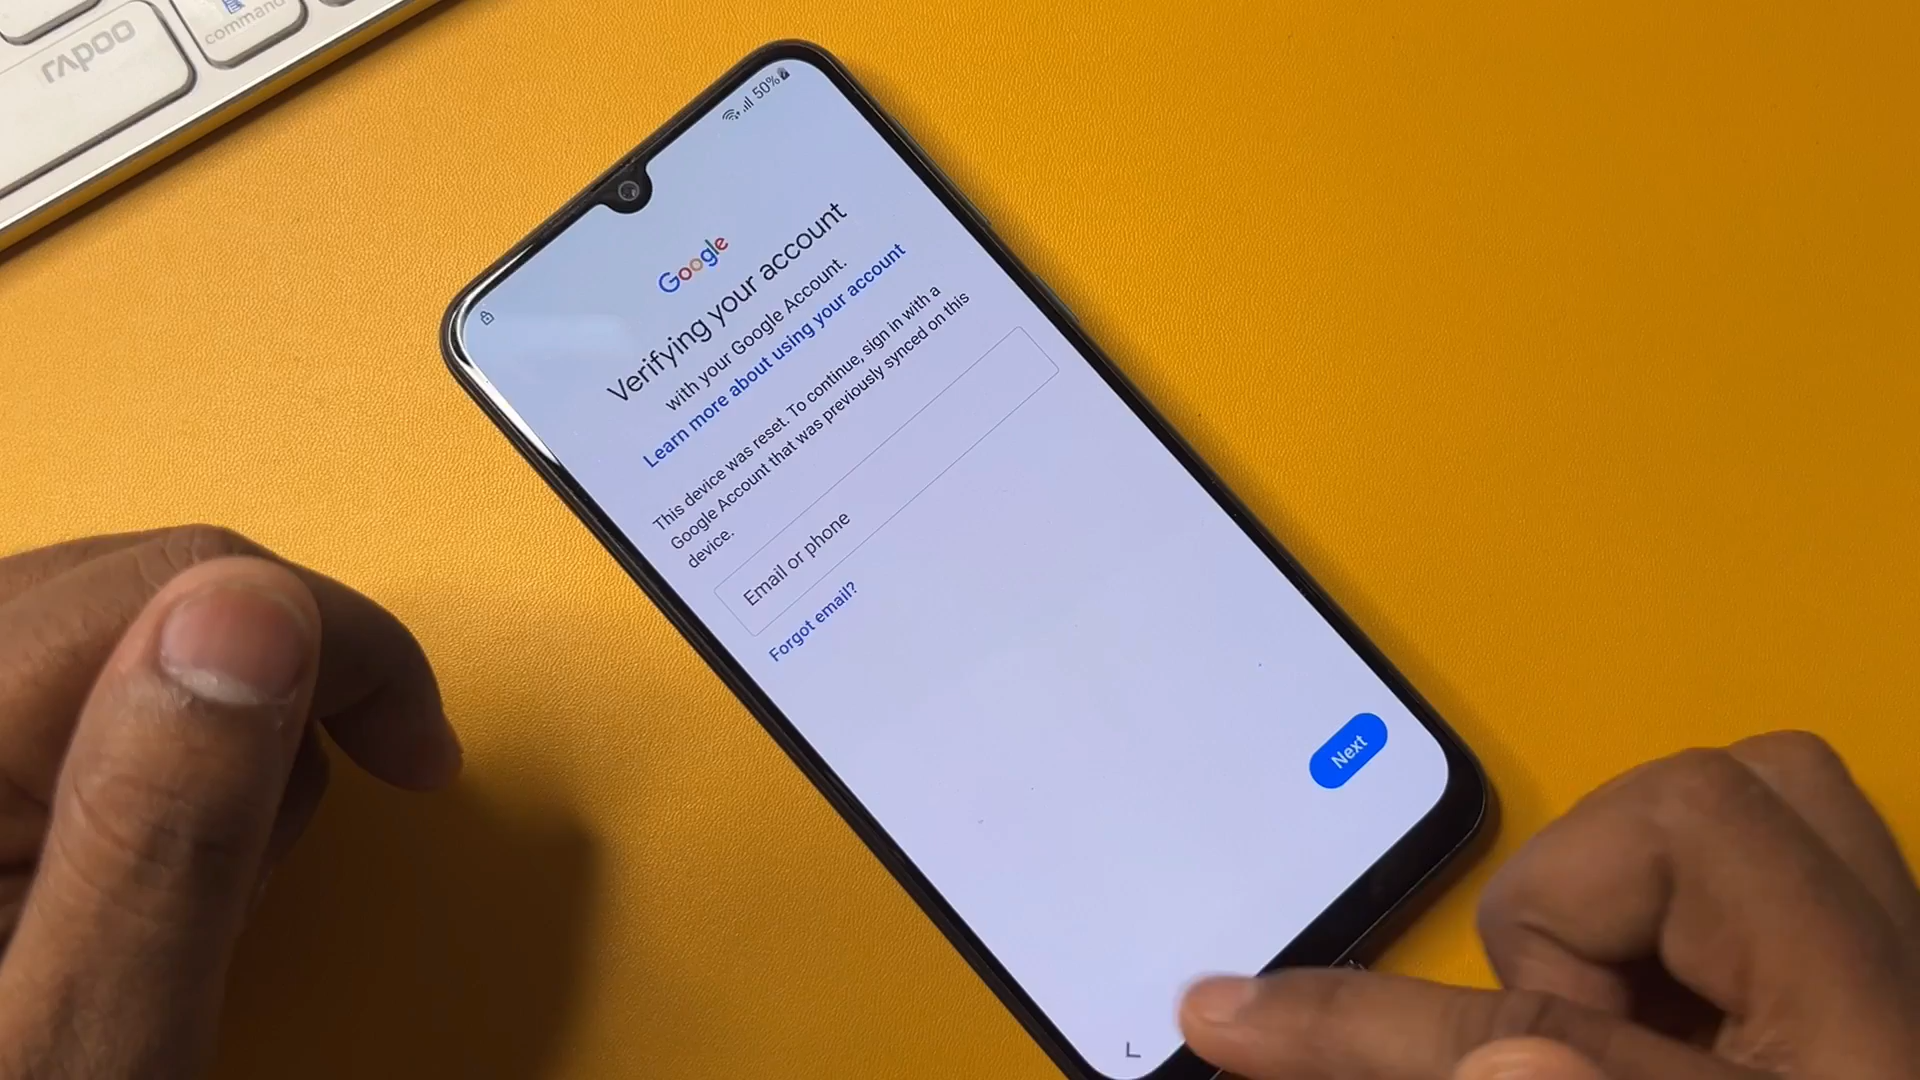 rapoo
command
50%
Google
Verifying your account
with your Google Account.
Learn more about using your account
This device was reset. To continue, sign in with a
Google Account that was previously synced on this
device.
Email or phone
Forgot email?
Next